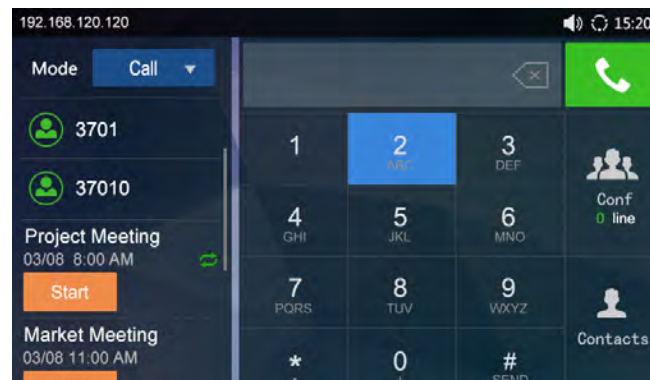 192.168.120.120
15:20
Mode
Call
3701
37010
Project Meeting
03/08 8:00 AM
Start
Market Meeting
03/08 11:00 AM
1
2
ABC
3
DEF
4
GHI
5
JKL
6
MNO
7
PQRS
8
TUV
9
WXYZ
*
0
#
SEND
Conf
0 line
Contacts